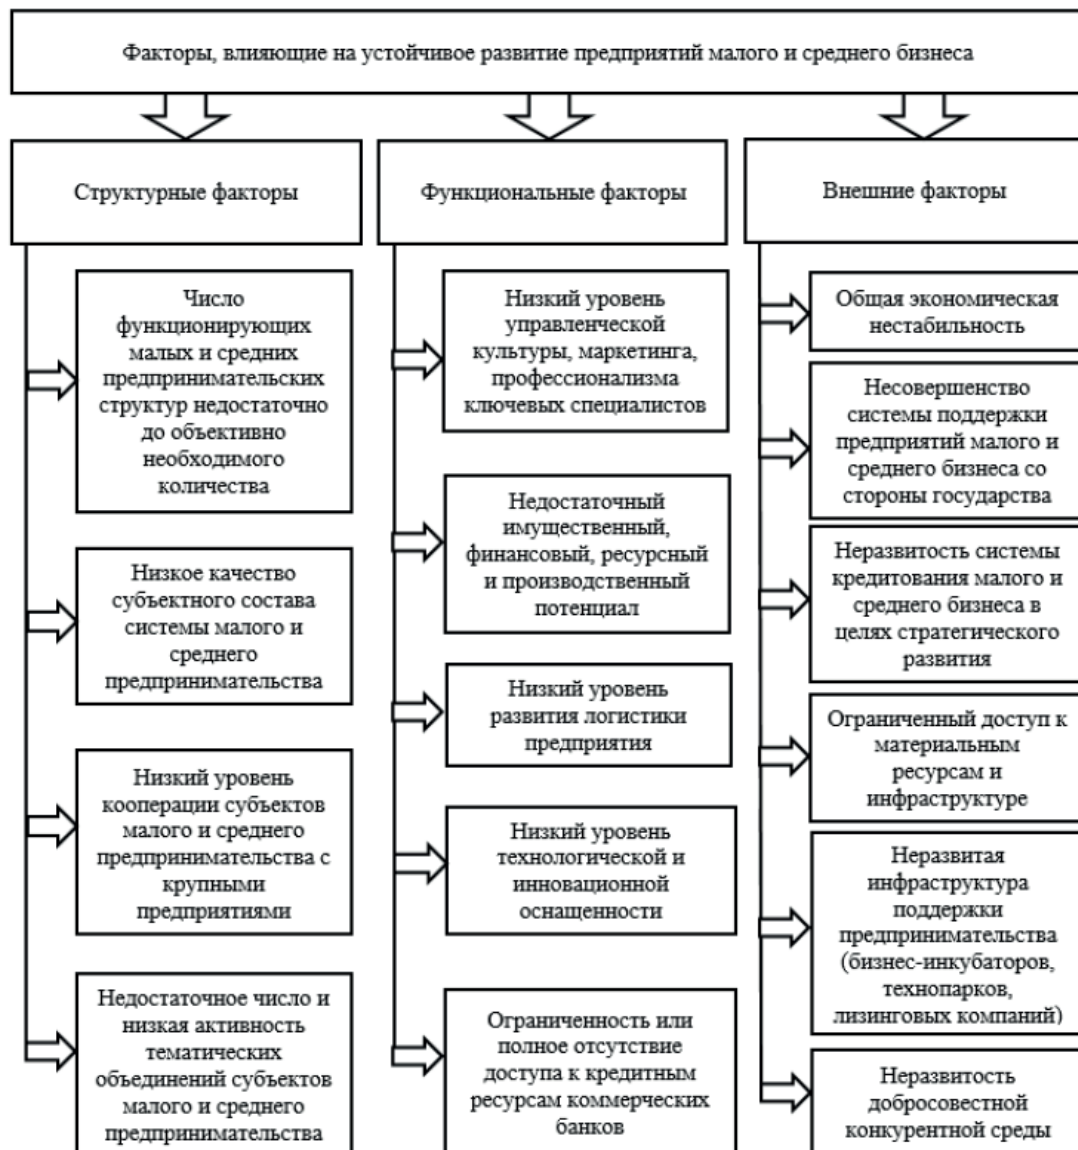 Факторы, влияющие на устойчивое развитие предприятий малого и среднего бизнеса
Структурные факторы
Число
функционирующих
малых и средних
предпринимательских
структур недостаточно
до объективно
необходимого
количества
Низкое качество
субъектного состава
системы малого и
среднего
предпринимательства
Низкий уровень
кооперации субъектов
малого и среднего
предпринимательства с
крупными
предприятиями
Недостаточное число и
низкая активность
тематических
объединений субъектов
малого и среднего
предпринимательства
Функциональные факторы
Низкий уровень
управленческой
культуры, маркетинга,
профессионализма
ключевых специалистов
Недостаточный
имущественный,
финансовый, ресурсный
и производственный
потенциал
Низкий уровень
развития логистики
предприятия
Низкий уровень
технологической и
инновационной
оснащенности
Ограниченность или
полное отсутствие
доступа к кредитным
ресурсам коммерческих
банков
Внешние факторы
Общая экономическая
нестабильность
Несовершенство
системы поддержки
предприятий малого и
среднего бизнеса со
стороны государства
Неразвитость системы
кредитования малого и
среднего бизнеса в
целях стратегического
развития
Ограниченный доступ к
материальным
ресурсам и
инфраструктуре
Неразвитая
инфраструктура
поддержки
предпринимательства
(бизнес-инкубаторов,
технопарков,
лизинговых компаний)
Неразвитость
добросовестной
конкурентной среды